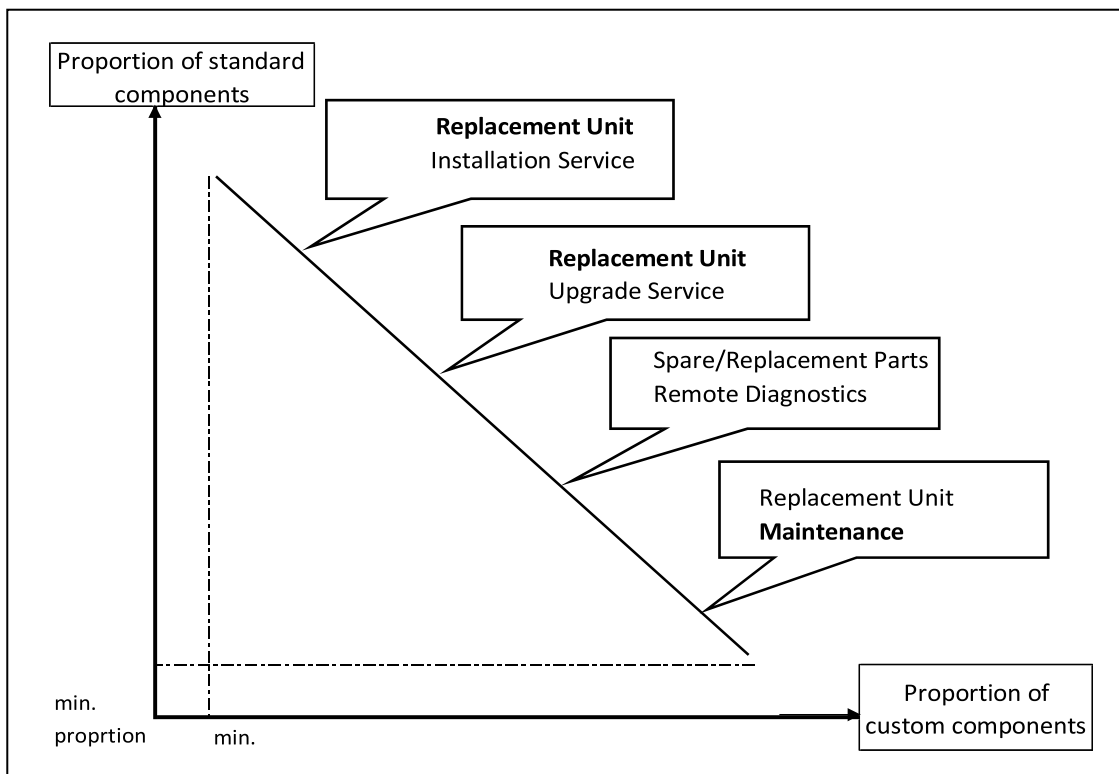 Proportion of standard
components
Replacement Unit
Installation Service
Replacement Unit
Upgrade Service
Spare/Replacement Parts
Remote Diagnostics
Replacement Unit
Maintenance
min.
proprtion
min.
Proportion of
custom components